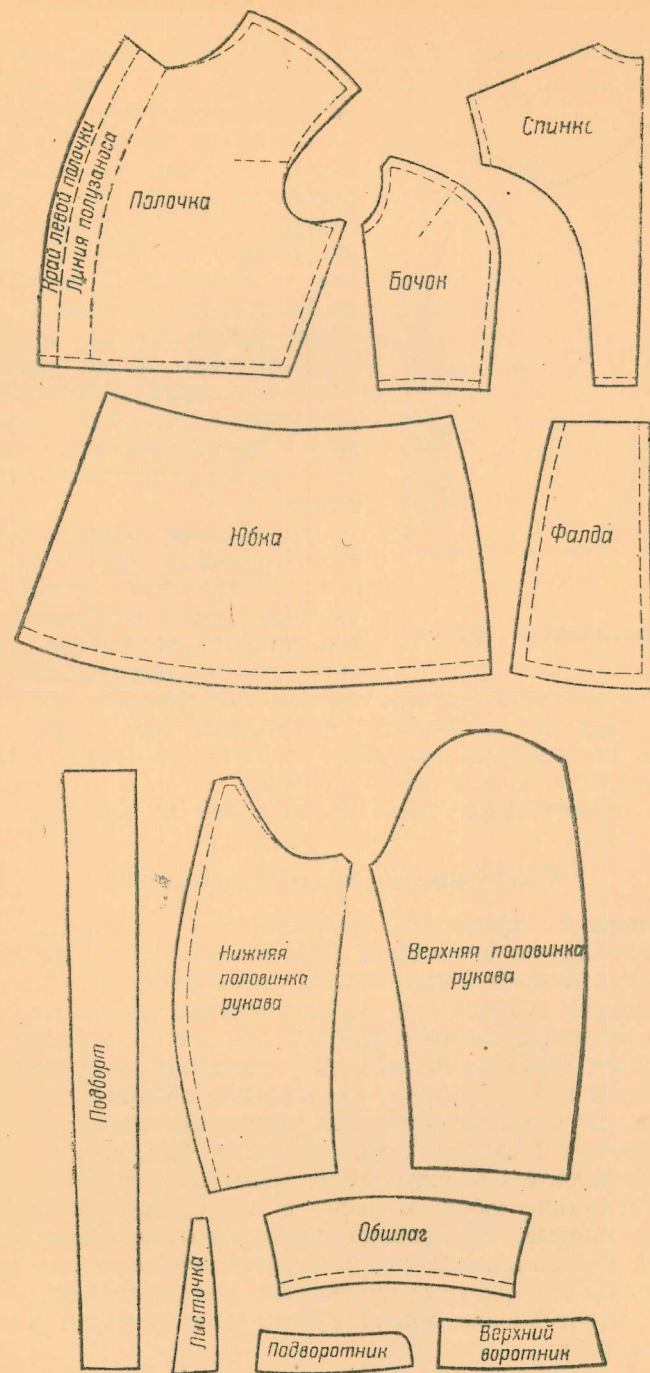 Спинка
Край левой полочки
Линия полузаноса
Полочка
Бочок
Юбка
Фалда
Нижняя
половинка
рукава
Верхняя половинка
рукава
Подборт
Листочка
Обшлаг
Подворотник
Верхний
воротник